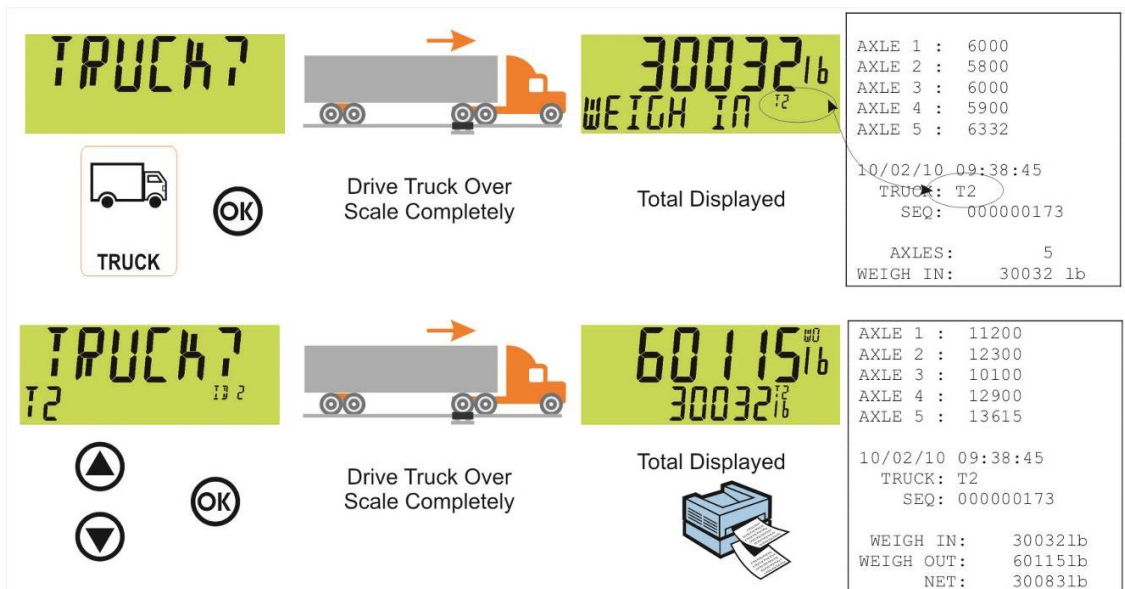 TRUCK?
TRUCK
OK
Drive Truck Over
Scale Completely
30032lb
WEIGH IN T2
Total Displayed
AXLE 1 : 6000
AXLE 2 : 5800
AXLE 3 : 6000
AXLE 4 : 5900
AXLE 5 : 6332
10/02/10 09:38:45
TRUCK: T2
SEQ: 000000173
AXLES: 5
WEIGH IN: 30032 lb
TRUCK?
T2 ID 2
OK
Drive Truck Over
Scale Completely
60115lb WO
30032lb T2
Total Displayed
AXLE 1 : 11200
AXLE 2 : 12300
AXLE 3 : 10100
AXLE 4 : 12900
AXLE 5 : 13615
10/02/10 09:38:45
TRUCK: T2
SEQ: 000000173
WEIGH IN: 30032lb
WEIGH OUT: 60115lb
NET: 30083lb